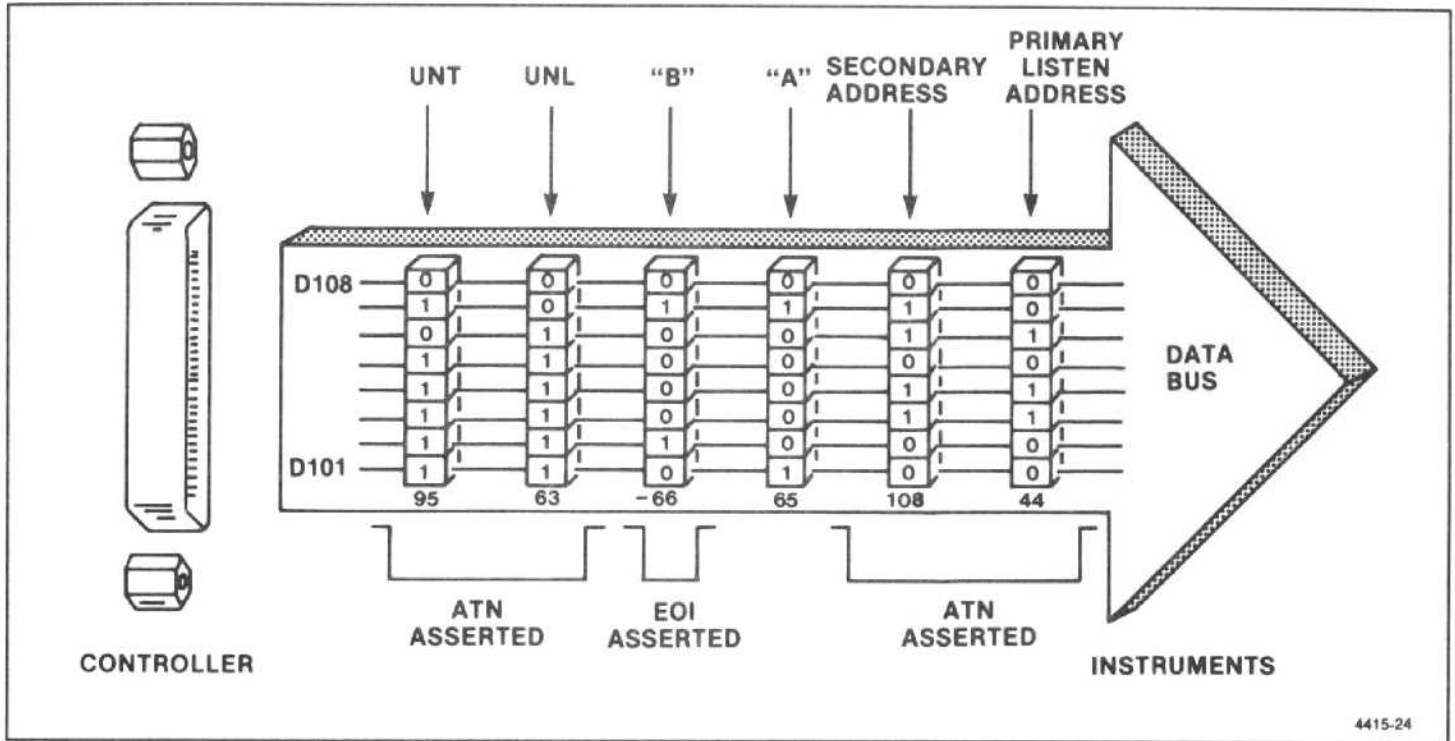 UNT
UNL
“B”
“A”
SECONDARY
ADDRESS
PRIMARY
LISTEN
ADDRESS
D108
0 0 0 0 0 0
1 0 1 1 1 0
0 1 0 0 1 1
1 1 0 0 0 0
1 1 0 0 1 1
1 1 0 0 1 1
1 1 1 0 0 0
D101
1 1 0 1 0 0
95 63 -66 65 108 44
DATA
BUS
ATN
ASSERTED
EOI
ASSERTED
ATN
ASSERTED
CONTROLLER
INSTRUMENTS
4415-24